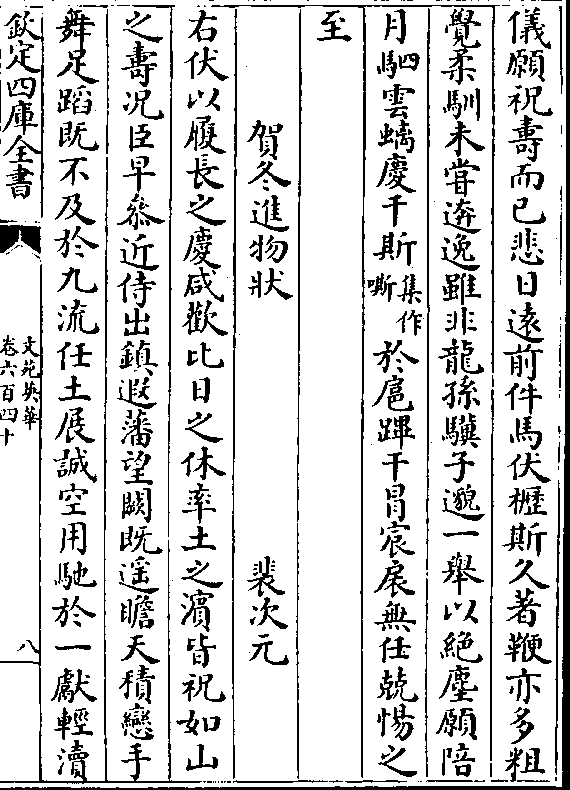 儀願祝壽而已悲日遠前件馬伏櫪斯久著鞭亦多粗
覺柔馴未嘗逩逸雖非龍孫驥子邈一舉以絶塵願陪
月駟雲螭慶千斯集作嘶於扈蹕干冒宸扆無任兢惕之
至
賀冬進物狀 裴次元
右伏以履長之慶咸歡比日之休率土之濱皆祝如山
之壽况臣早叅近侍出鎮遐藩望闕既遥瞻天積戀手
舞足蹈既不及於九流任土展誠空用馳於一獻輕瀆
欽定四庫全書
文苑英華
卷六百四十
八